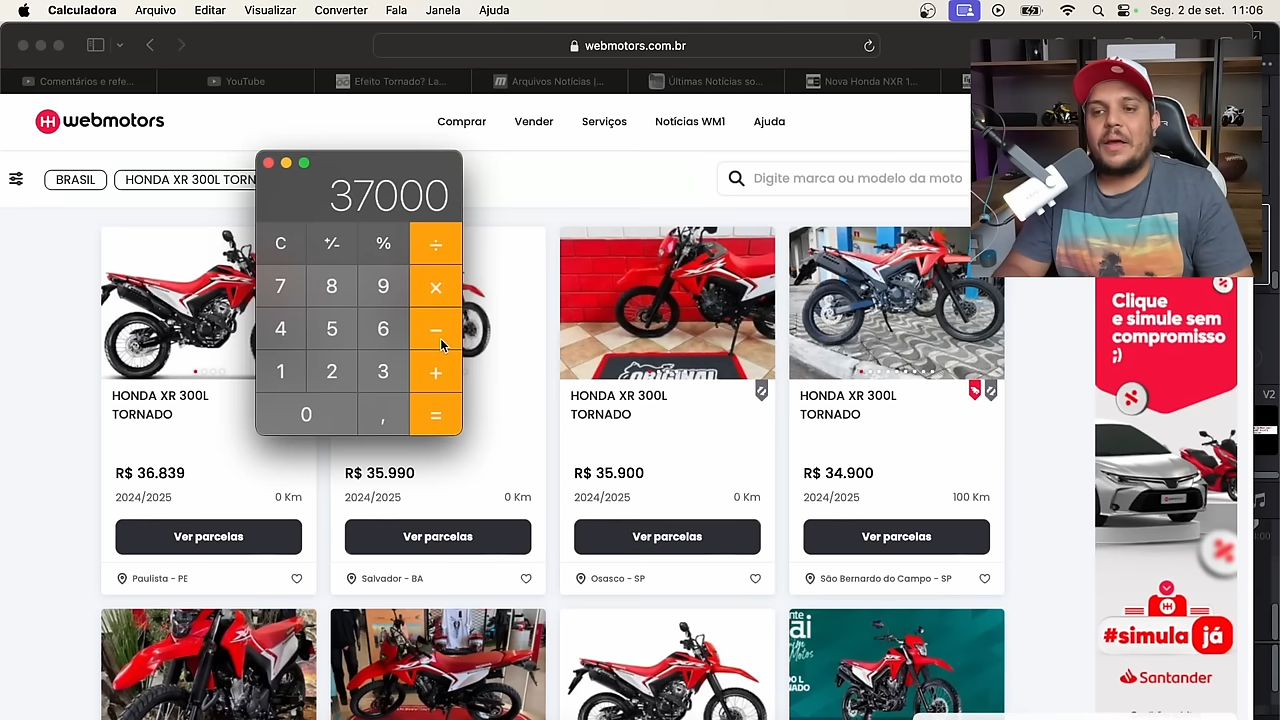 Calculadora Arquivo Editar Visualizar Converter Fala Janela Ajuda Seg. 2 de set. 11:06
webmotors.com.br
Comentários e refe... YouTube Efeito Tornado? La... Arquivos Notícias |... Últimas Notícias so... Nova Honda NXR 1...
webmotors Comprar Vender Serviços Notícias WM1 Ajuda
BRASIL HONDA XR 300L TORN Digite marca ou modelo da moto
37000
C +⁄- % ÷
7 8 9 ×
4 5 6 −
1 2 3 +
0 , =
HONDA XR 300L
TORNADO
R$ 36.839
2024/2025 0 Km
Ver parcelas
Paulista - PE
R$ 35.990
2024/2025 0 Km
Ver parcelas
Salvador - BA
ORIGINAL
HONDA XR 300L
TORNADO
R$ 35.900
2024/2025 0 Km
Ver parcelas
Osasco - SP
HONDA XR 300L
TORNADO
R$ 34.900
2024/2025 100 Km
Ver parcelas
São Bernardo do Campo - SP
Clique
e simule sem
compromisso
;)
#simula já
Santander
V2